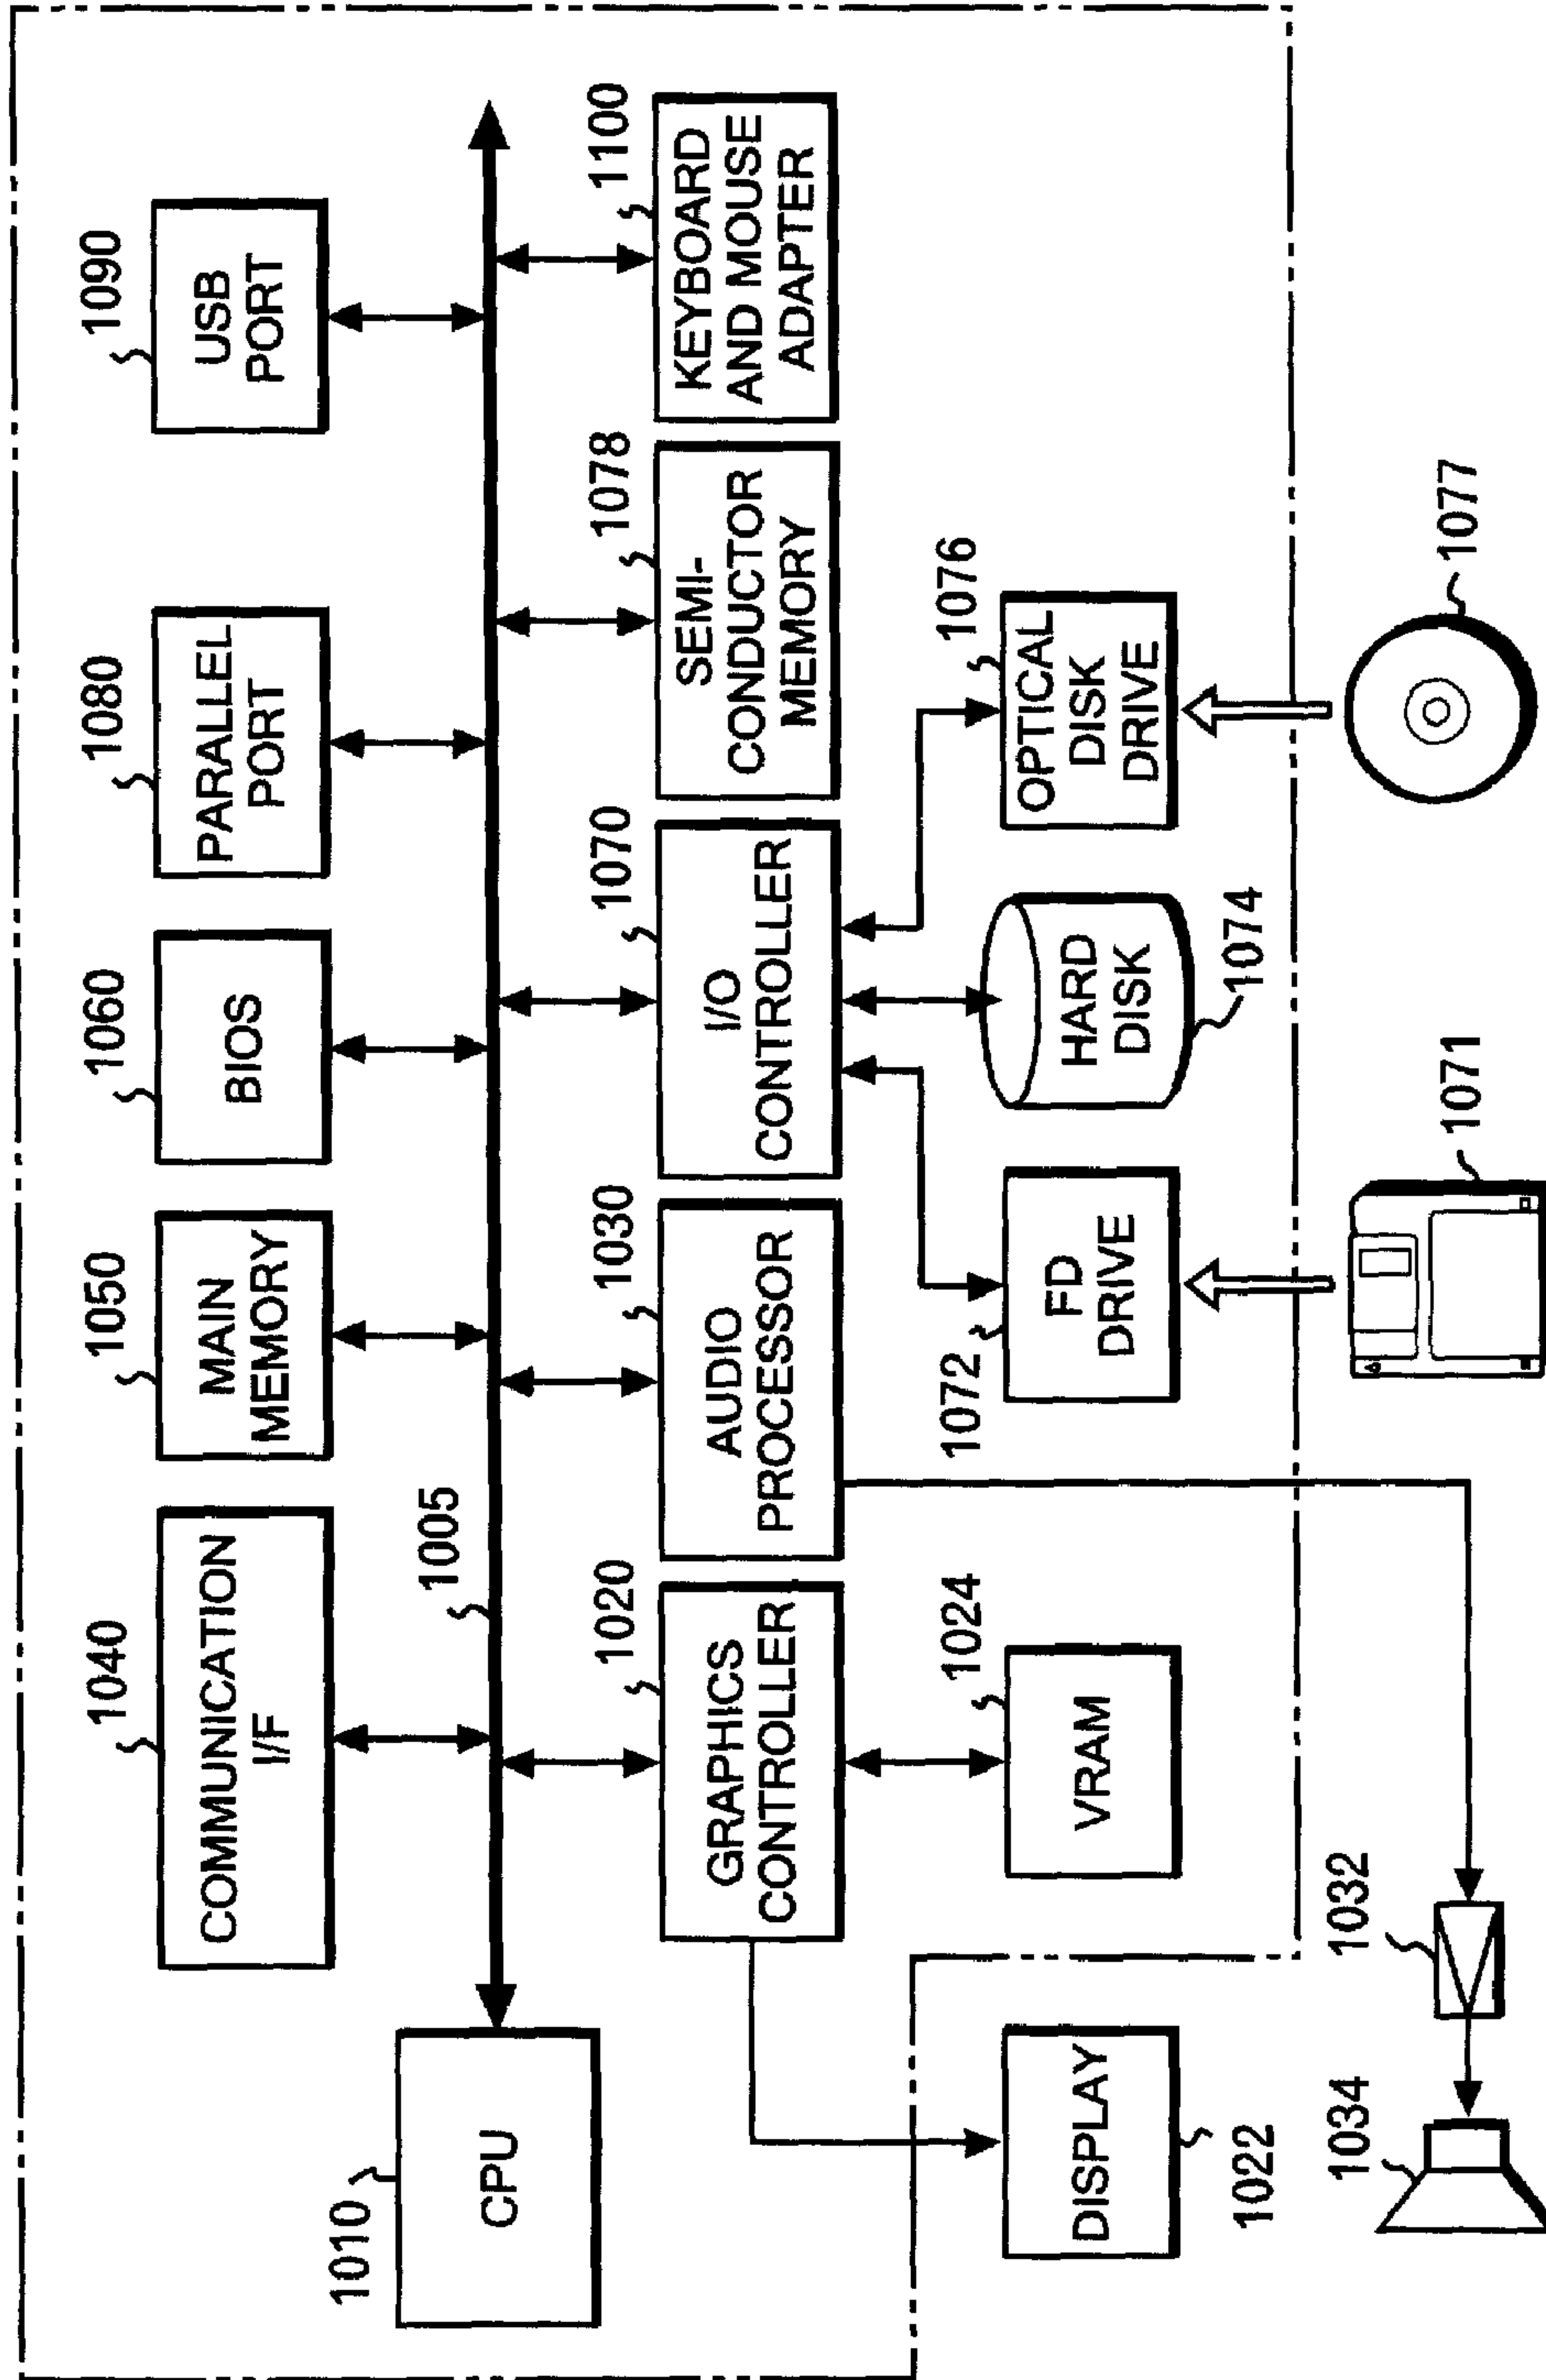 1040
COMMUNICATION
I/F
1050
MAIN
MEMORY
1060
BIOS
1080
PARALLEL
PORT
1090
USB
PORT
1010
CPU
1005
1020
GRAPHICS
CONTROLLER
1030
AUDIO
PROCESSOR
1070
I/O
CONTROLLER
1078
SEMI-
CONDUCTOR
MEMORY
1100
KEYBOARD
AND MOUSE
ADAPTER
DISPLAY
1022
1024
VRAM
1072
FD
DRIVE
HARD
DISK
1074
1076
OPTICAL
DISK
DRIVE
1034
1032
1071
1077